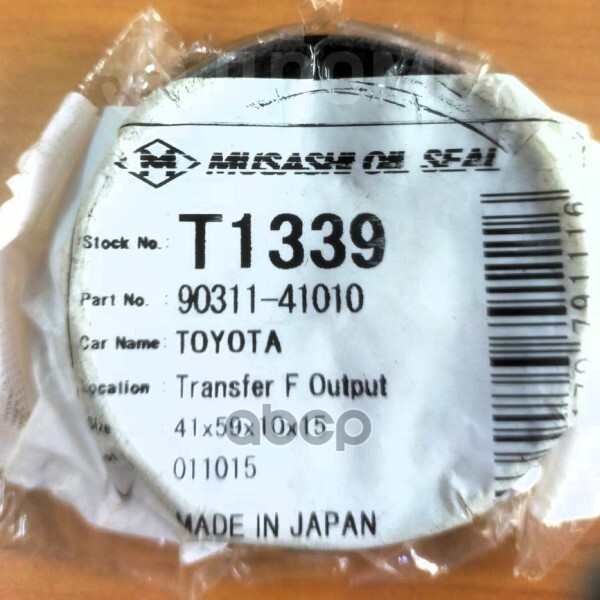 M MUSASHI OIL SEAL
Stock No. : T1339
Part No. : 90311-41010
Car Name : TOYOTA
Location : Transfer F Output
Size : 41x59x10x15
: 011015
MADE IN JAPAN
abcp